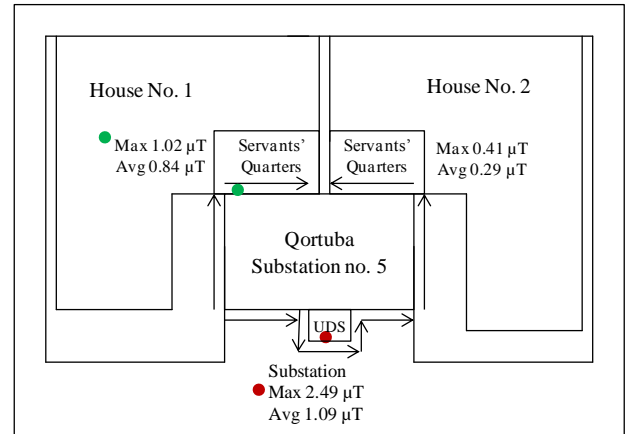 House No. 1
House No. 2
Max 1.02 µT
Avg 0.84 µT
Servants'
Quarters
Servants'
Quarters
Max 0.41 µT
Avg 0.29 µT
Qortuba
Substation no. 5
UDS
Substation
Max 2.49 µT
Avg 1.09 µT